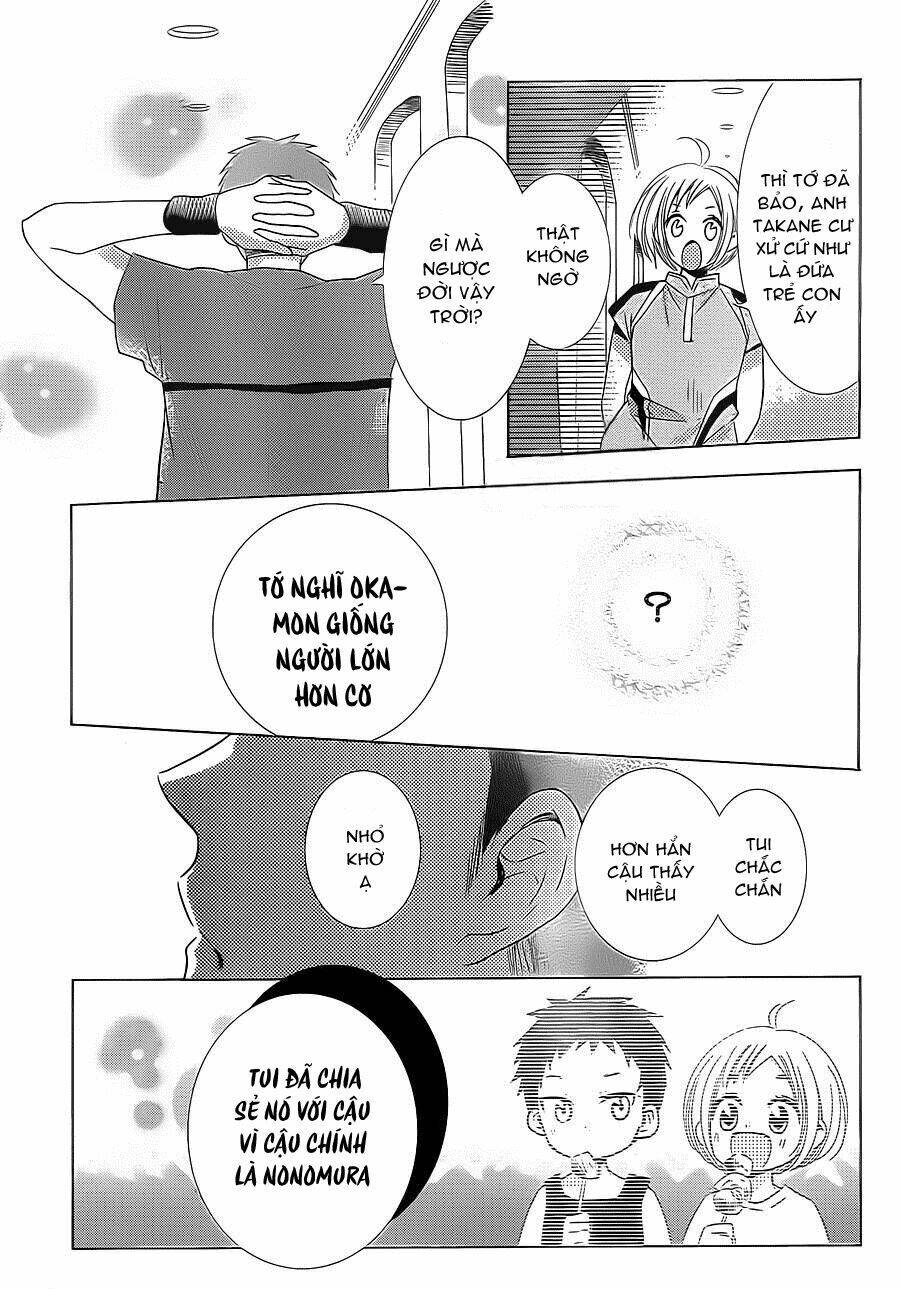 THÌ TỚ ĐÃ
BẢO, ANH
TAKANE CƯ
XỬ CỨ NHƯ
LÀ ĐỨA
TRẺ CON
ẤY
THẬT
KHÔNG
NGỜ
GÌ MÀ
NGƯỢC
ĐỜI VẬY
TRỜI?
?
TỚ NGHĨ OKA-
MON GIỐNG
NGƯỜI LỚN
HƠN CƠ
TUI
CHẮC
CHẮN
HƠN HẲN
CẬU THẤY
NHIỀU
NHỎ
KHỜ
Ạ
TUI ĐÃ CHIA
SẺ NÓ VỚI CẬU
VÌ CẬU CHÍNH
LÀ NONOMURA